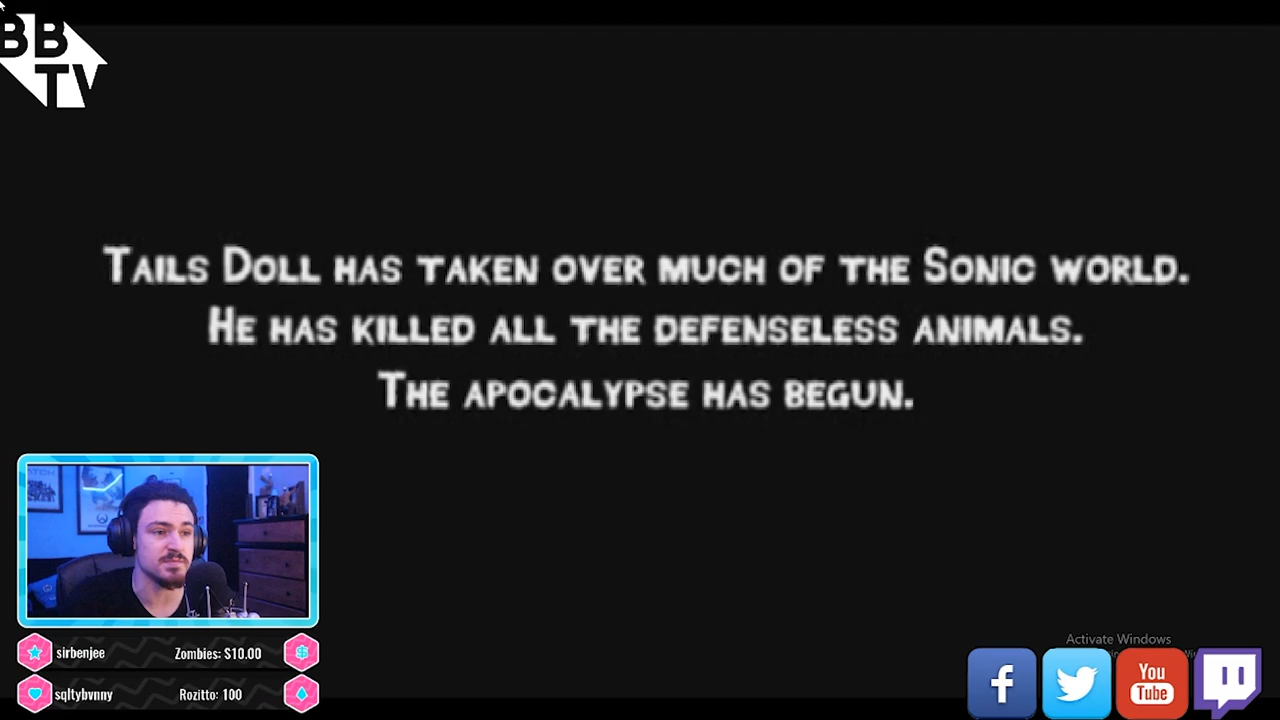 BB
TV
Tails Doll has taken over much of the Sonic world.
He has killed all the defenseless animals.
The apocalypse has begun.
sirbenjee Zombies: $10.00
sqltybvnny Rozitto: 100
Activate Windows
You
Tube